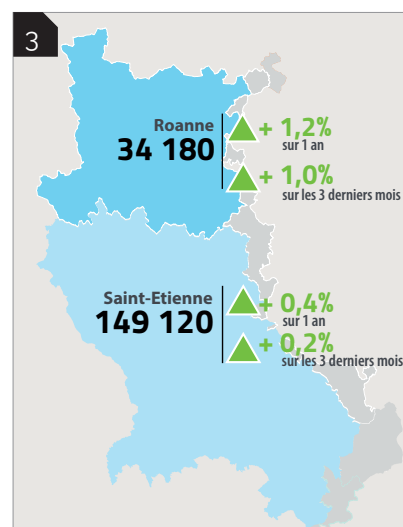 3
Roanne
34 180
+ 1,2%
sur 1 an
+ 1,0%
sur les 3 derniers mois
Saint-Etienne
149 120
+ 0,4%
sur 1 an
+ 0,2%
sur les 3 derniers mois